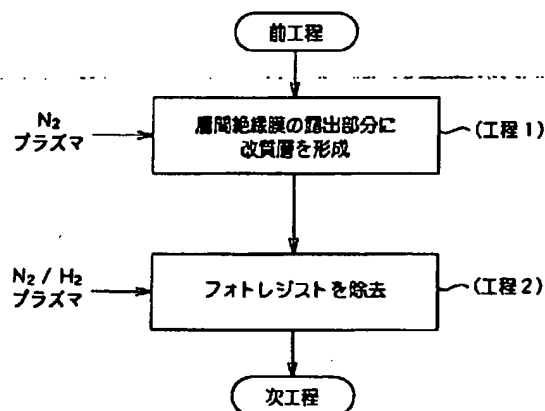 前工程
N2
プラズマ
層間絶縁膜の露出部分に
改質層を形成
(工程1)
N2 / H2
プラズマ
フォトレジストを除去
(工程2)
次工程